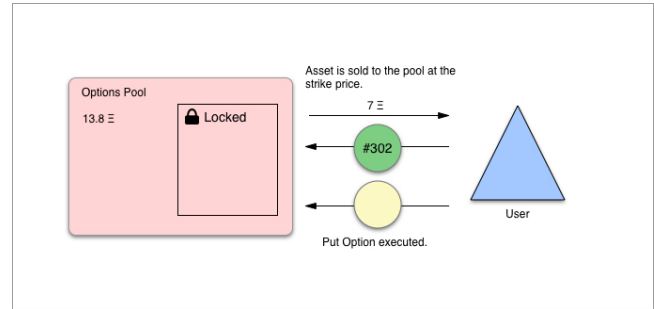 Asset is sold to the pool at the
strike price.
Options Pool
13.8 Ξ
Locked
7 Ξ
#302
User
Put Option executed.